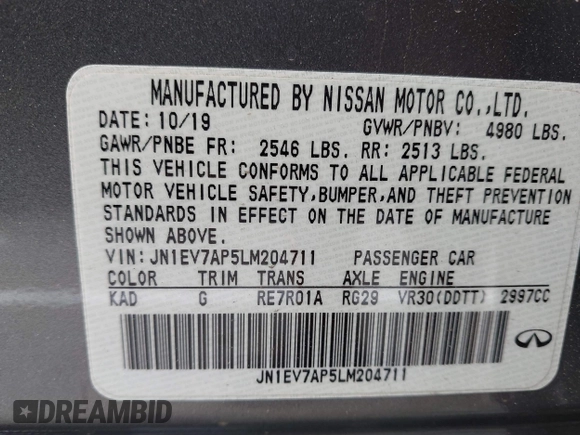 MANUFACTURED BY NISSAN MOTOR CO.,LTD.
DATE: 10/19 GVWR/PNBV: 4980 LBS.
GAWR/PNBE FR: 2546 LBS. RR: 2513 LBS.
THIS VEHICLE CONFORMS TO ALL APPLICABLE FEDERAL
MOTOR VEHICLE SAFETY,BUMPER,AND THEFT PREVENTION
STANDARDS IN EFFECT ON THE DATE OF MANUFACTURE
SHOWN ABOVE.
VIN: JN1EV7AP5LM204711 PASSENGER CAR
COLOR TRIM TRANS AXLE ENGINE
KAD G RE7R01A RG29 VR30(DDTT) 2997CC
JN1EV7AP5LM204711
DREAMBID